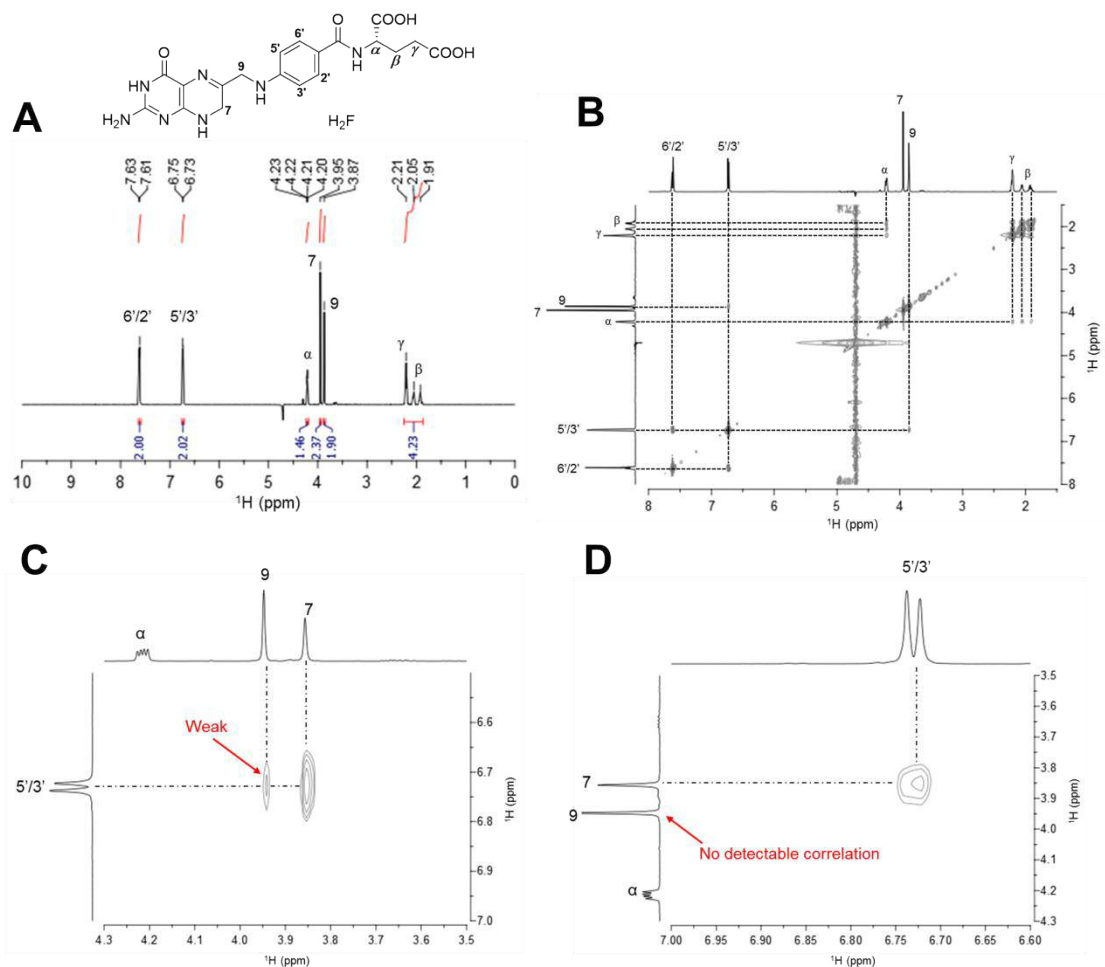 COOH
O
6'
5'
9
N
H
α
β
γ
COOH
O
HN
N
N
H
2'
3'
H₂N
N
N
H
7
H₂F
A
7.63
7.61
6.75
6.73
4.23
4.22
4.21
4.20
3.95
3.87
2.21
2.05
1.91
7
9
6'/2'
5'/3'
α
γ
β
2.00
2.02
1.46
2.37
1.90
4.23
10 9 8 7 6 5 4 3 2 1 0
¹H (ppm)
B
7
9
6'/2'
5'/3'
α
γ
β
β
γ
9
7
α
5'/3'
6'/2'
2
3
4
5
6
7
8
¹H (ppm)
8 7 6 5 4 3 2
¹H (ppm)
C
9
7
α
Weak
5'/3'
6.6
6.7
6.8
6.9
7.0
¹H (ppm)
4.3 4.2 4.1 4.0 3.9 3.8 3.7 3.6 3.5
¹H (ppm)
D
5'/3'
7
9
No detectable correlation
α
3.5
3.6
3.7
3.8
3.9
4.0
4.1
4.2
4.3
¹H (ppm)
7.00 6.95 6.90 6.85 6.80 6.75 6.70 6.65 6.60
¹H (ppm)